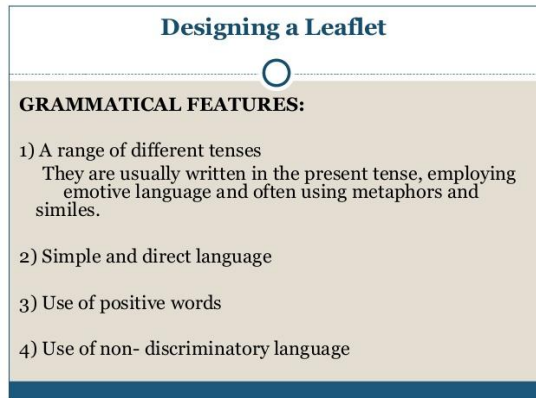 Designing a Leaflet
GRAMMATICAL FEATURES:
1) A range of different tenses
They are usually written in the present tense, employing
emotive language and often using metaphors and
similes.
2) Simple and direct language
3) Use of positive words
4) Use of non- discriminatory language